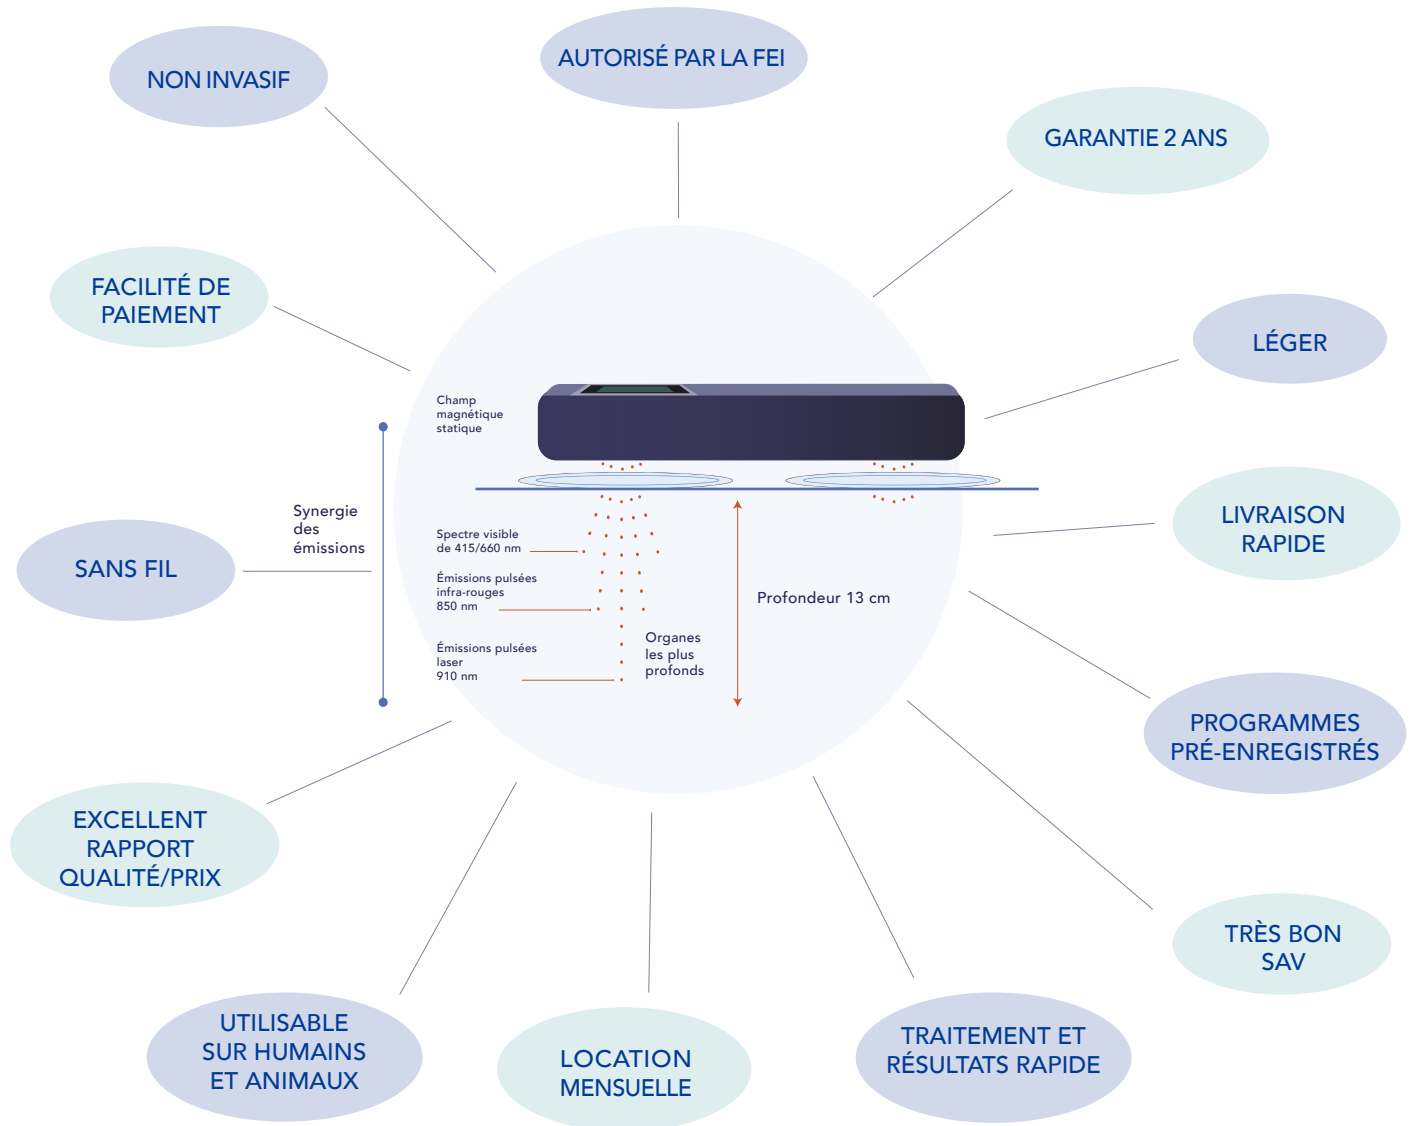 AUTORISÉ PAR LA FEI
NON INVASIF
GARANTIE 2 ANS
FACILITÉ DE
PAIEMENT
LÉGER
Champ
magnétique
statique
Synergie
des
émissions
Spectre visible
de 415/660 nm
Émissions pulsées
infra-rouges
850 nm
Émissions pulsées
laser
910 nm
Organes
les plus
profonds
Profondeur 13 cm
LIVRAISON
RAPIDE
SANS FIL
PROGRAMMES
PRÉ-ENREGISTRÉS
EXCELLENT
RAPPORT
QUALITÉ/PRIX
TRÈS BON
SAV
UTILISABLE
SUR HUMAINS
ET ANIMAUX
LOCATION
MENSUELLE
TRAITEMENT ET
RÉSULTATS RAPIDE